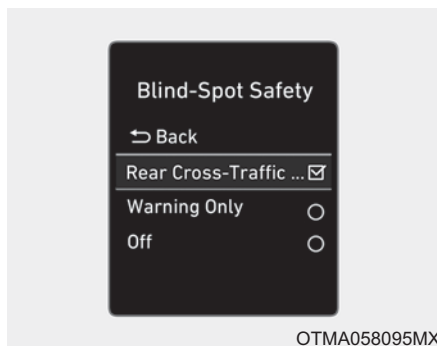 Blind-Spot Safety
Back
Rear Cross-Traffic ...
Warning Only
Off
OTMA058095MX